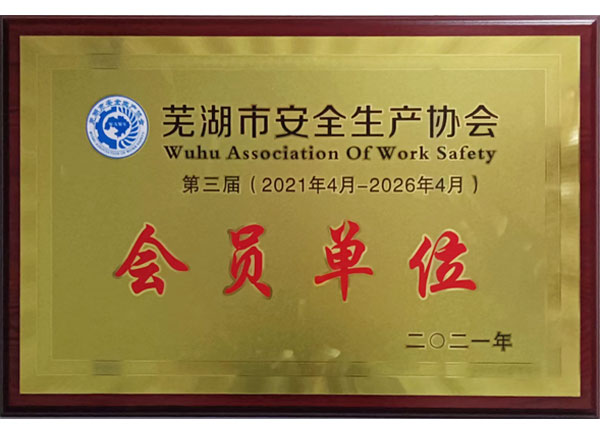 芜湖市安全生产协会
Wuhu Association Of Work Safety
第三届（2021年4月-2026年4月）
会员单位
二〇二一年